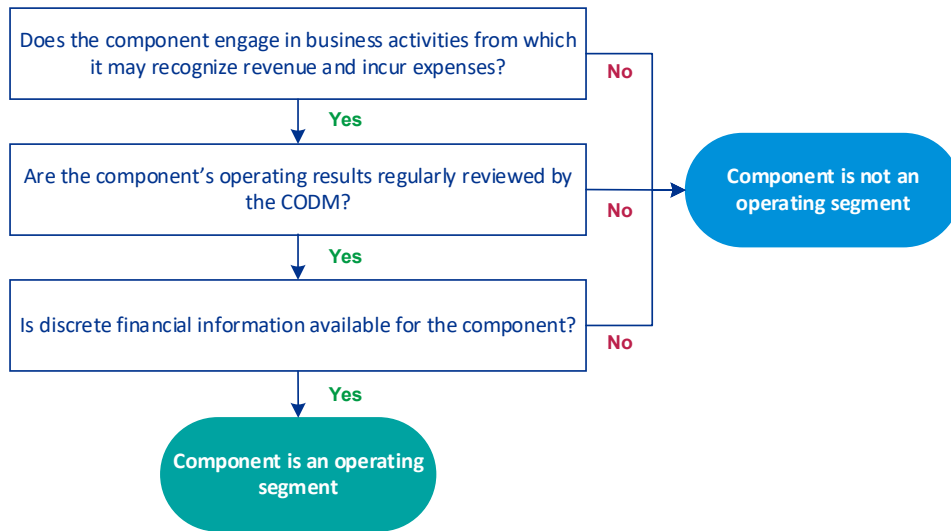 Does the component engage in business activities from which
it may recognize revenue and incur expenses?
No
Yes
Are the component’s operating results regularly reviewed by
the CODM?
No
Component is not an
operating segment
Yes
Is discrete financial information available for the component?
No
Yes
Component is an operating
segment